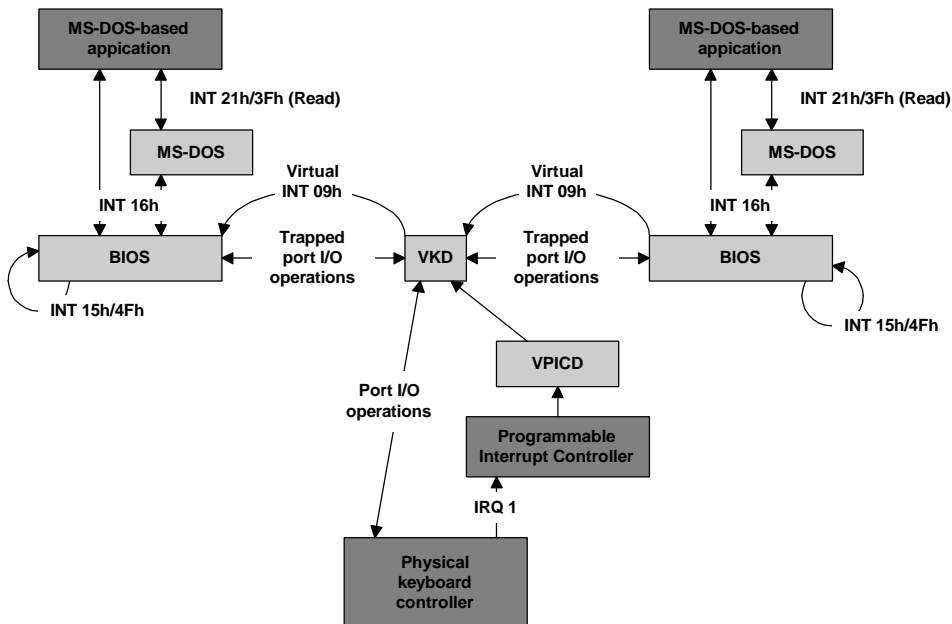 MS-DOS-based
appication
MS-DOS-based
appication
INT 21h/3Fh (Read)
INT 21h/3Fh (Read)
MS-DOS
MS-DOS
Virtual
INT 09h
Virtual
INT 09h
INT 16h
INT 16h
BIOS
Trapped
port I/O
operations
VKD
Trapped
port I/O
operations
BIOS
INT 15h/4Fh
INT 15h/4Fh
VPICD
Port I/O
operations
Programmable
Interrupt Controller
IRQ 1
Physical
keyboard
controller